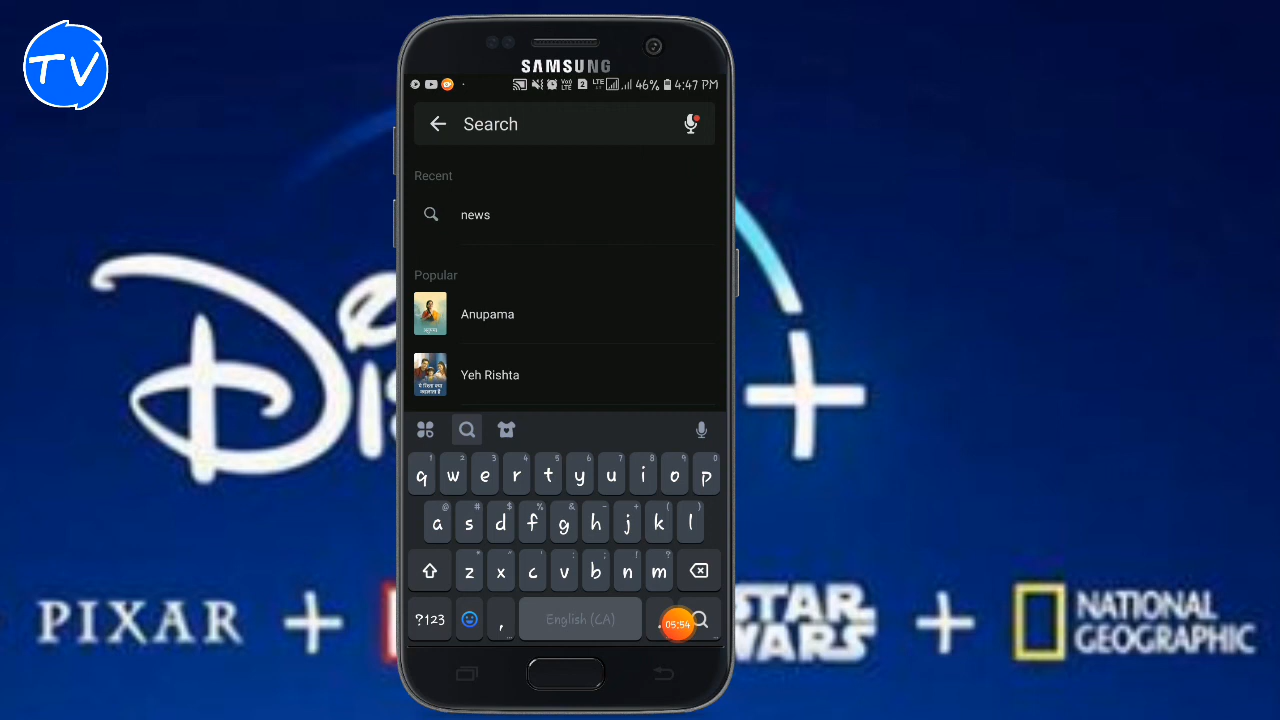 TV
SAMSUNG
46% 4:47 PM
Search
Recent
news
Popular
Anupama
Yeh Rishta
q w e r t y u i o p
a s d f g h j k l
z x c v b n m
?123 , English (CA) .
05:54
PIXAR + STAR WARS + NATIONAL GEOGRAPHIC